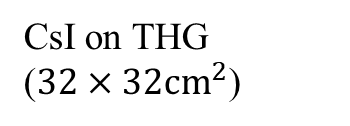 CsI on THG
(32 × 32cm²)